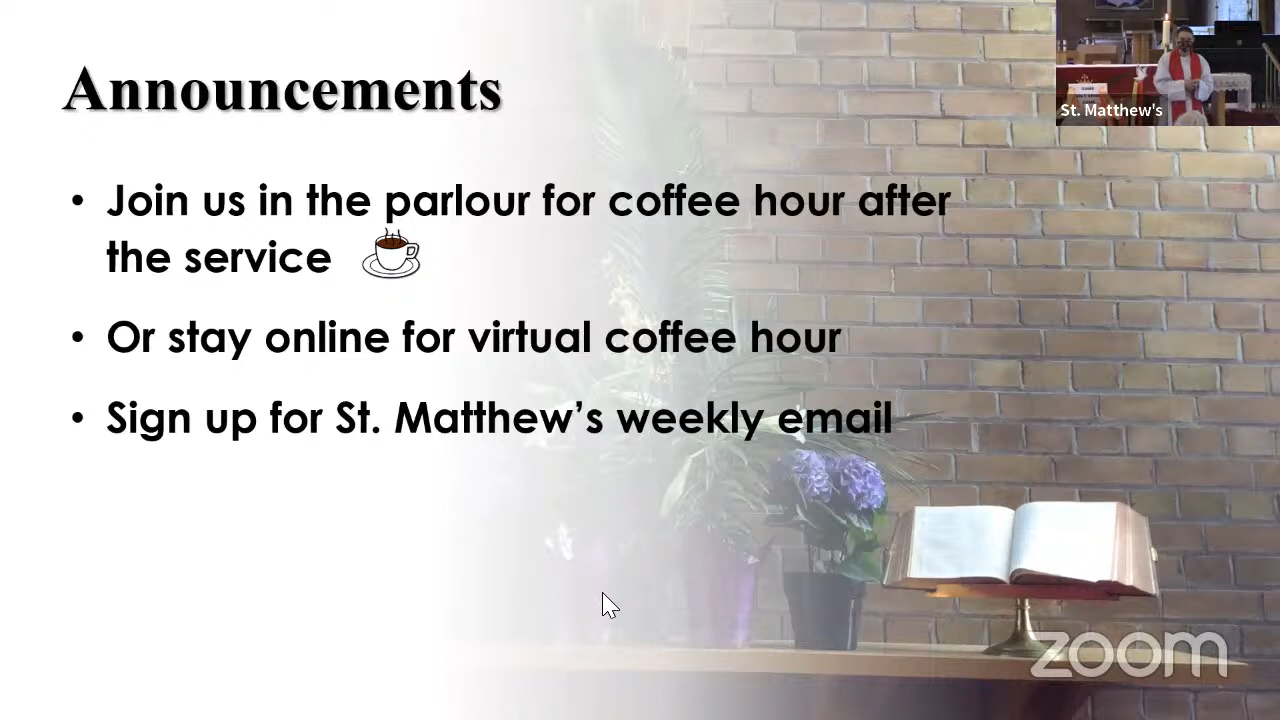 Announcements
St. Matthew's
• Join us in the parlour for coffee hour after
the service
• Or stay online for virtual coffee hour
• Sign up for St. Matthew’s weekly email
zoom